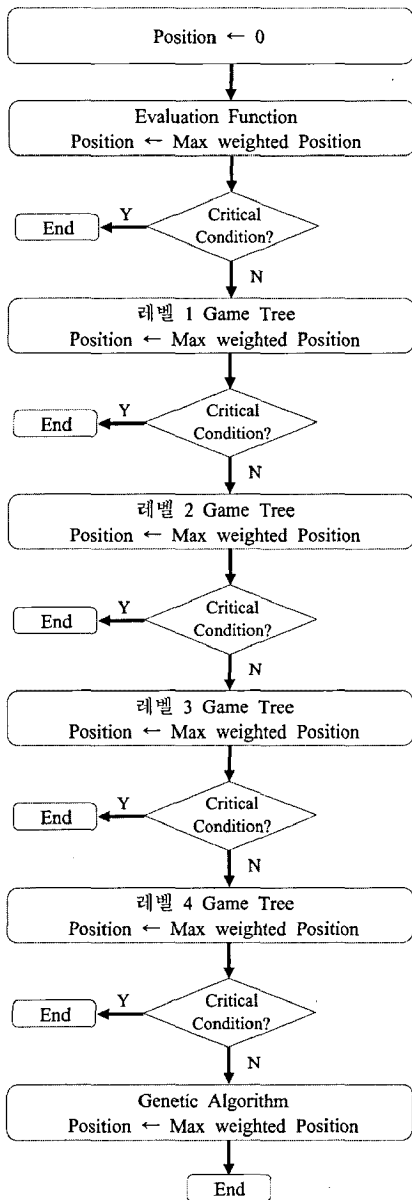 Position ← 0
Evaluation Function
Position ← Max weighted Position
Critical
Condition?
Y
End
N
레벨 1 Game Tree
Position ← Max weighted Position
Critical
Condition?
Y
End
N
레벨 2 Game Tree
Position ← Max weighted Position
Critical
Condition?
Y
End
N
레벨 3 Game Tree
Position ← Max weighted Position
Critical
Condition?
Y
End
N
레벨 4 Game Tree
Position ← Max weighted Position
Critical
Condition?
Y
End
N
Genetic Algorithm
Position ← Max weighted Position
End